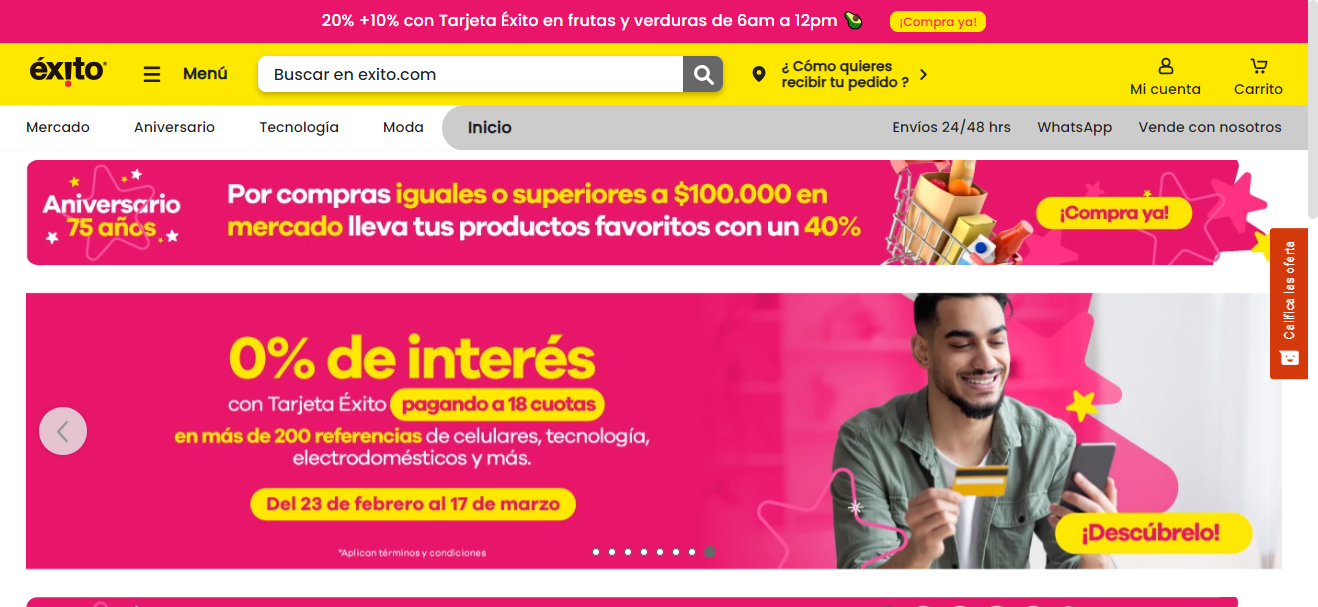 20% +10% con Tarjeta Éxito en frutas y verduras de 6am a 12pm
¡Compra ya!
éxito
Menú
Buscar en exito.com
¿ Cómo quieres
recibir tu pedido ?
Mi cuenta
Carrito
Mercado
Aniversario
Tecnología
Moda
Inicio
Envíos 24/48 hrs
WhatsApp
Vende con nosotros
Aniversario
75 años
Por compras iguales o superiores a $100.000 en
mercado lleva tus productos favoritos con un 40%
¡Compra ya!
Califica las oferta
0% de interés
con Tarjeta Éxito pagando a 18 cuotas
en más de 200 referencias de celulares, tecnología,
electrodomésticos y más.
Del 23 de febrero al 17 de marzo
*Aplican términos y condiciones
¡Descúbrelo!